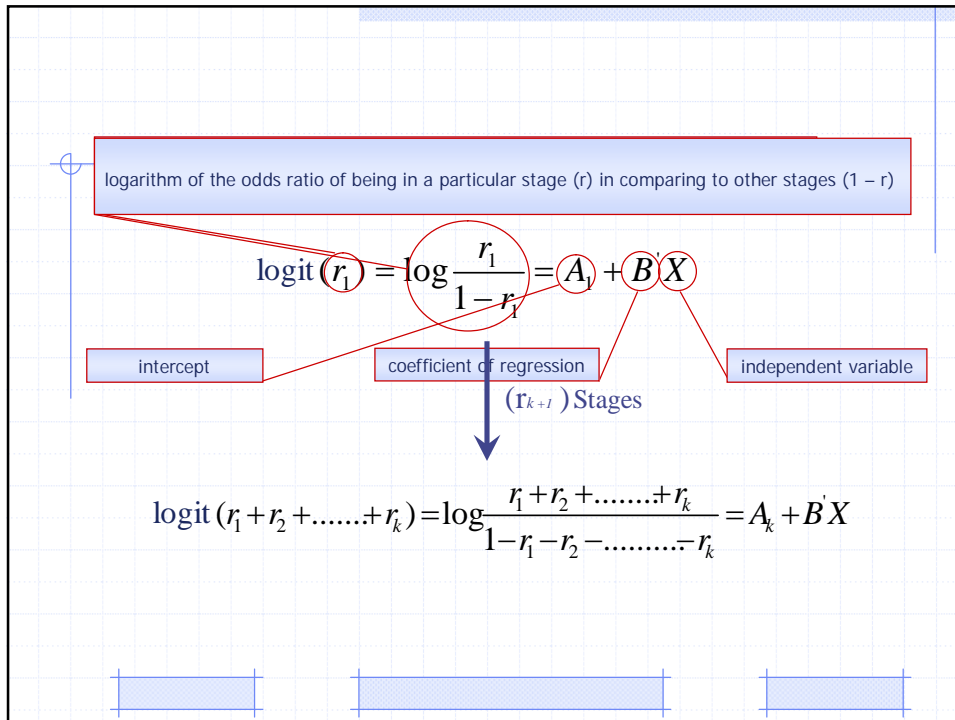 logarithm of the odds ratio of being in a particular stage (r) in comparing to other stages (1 – r)
logit (r₁) = log r₁ / (1 − r₁) = A₁ + B'X
intercept
coefficient of regression
independent variable
(r k+1) Stages
logit (r₁ + r₂ + ....... + rₖ) = log (r₁ + r₂ + ........ + rₖ) / (1 − r₁ − r₂ − .......... − rₖ) = Aₖ + B'X